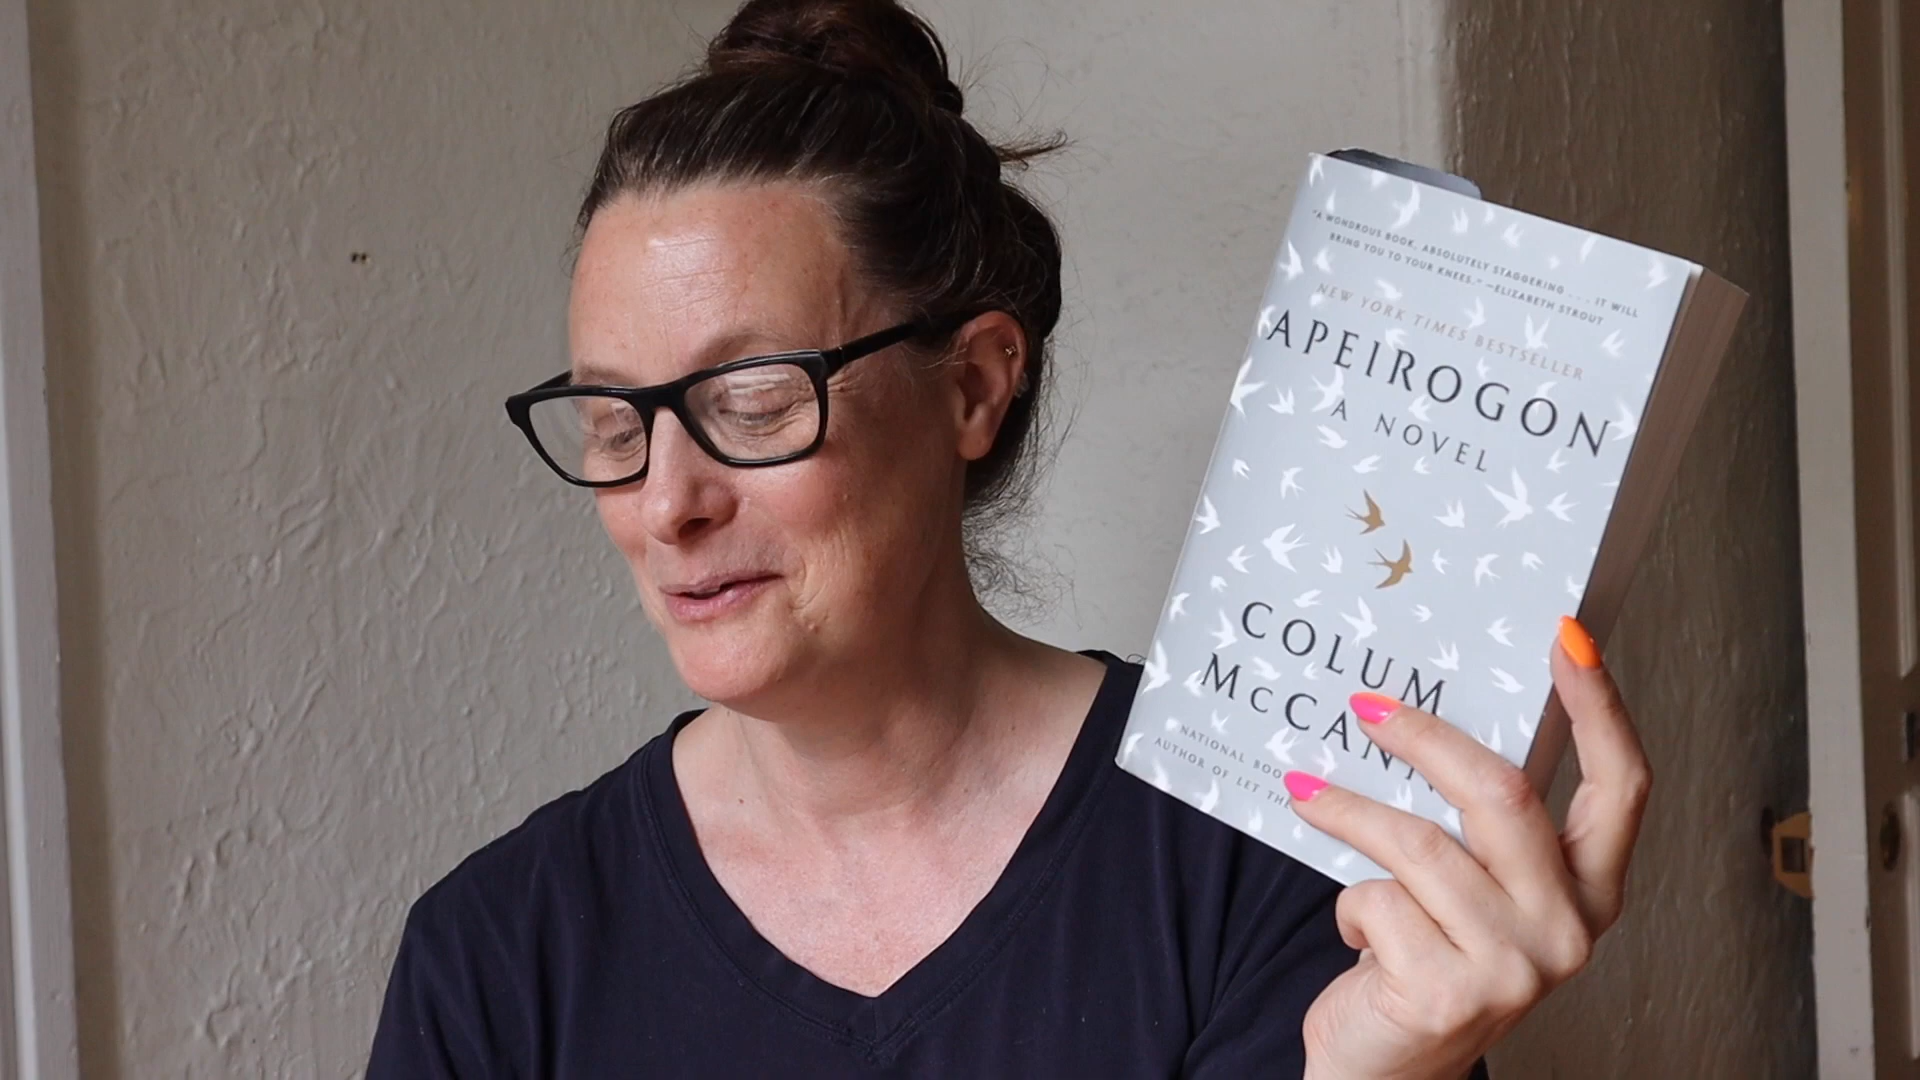 "A WONDROUS BOOK, ABSOLUTELY STAGGERING . . . IT WILL
BRING YOU TO YOUR KNEES."—ELIZABETH STROUT
NEW YORK TIMES BESTSELLER
APEIROGON
A NOVEL
COLUM
McCANN
NATIONAL BOO
AUTHOR OF LET THE